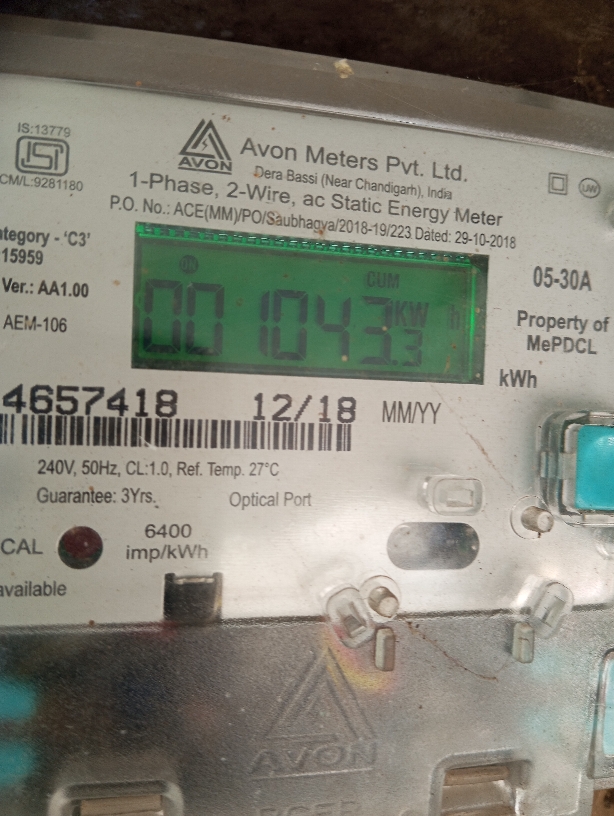 IS:13779
CM/L:9281180
AVON
Avon Meters Pvt. Ltd.
Dera Bassi (Near Chandigarh), India
1-Phase, 2-Wire, ac Static Energy Meter
P.O. No.: ACE(MM)/PO/Saubhagya/2018-19/223 Dated: 29-10-2018
UW
ategory - 'C3'
15959
Ver.: AA1.00
AEM-106
CUM
001043.3 KW h
05-30A
Property of
MePDCL
kWh
4657418 12/18 MM/YY
240V, 50Hz, CL:1.0, Ref. Temp. 27°C
Guarantee: 3Yrs. Optical Port
CAL
6400
imp/kWh
available
AVON